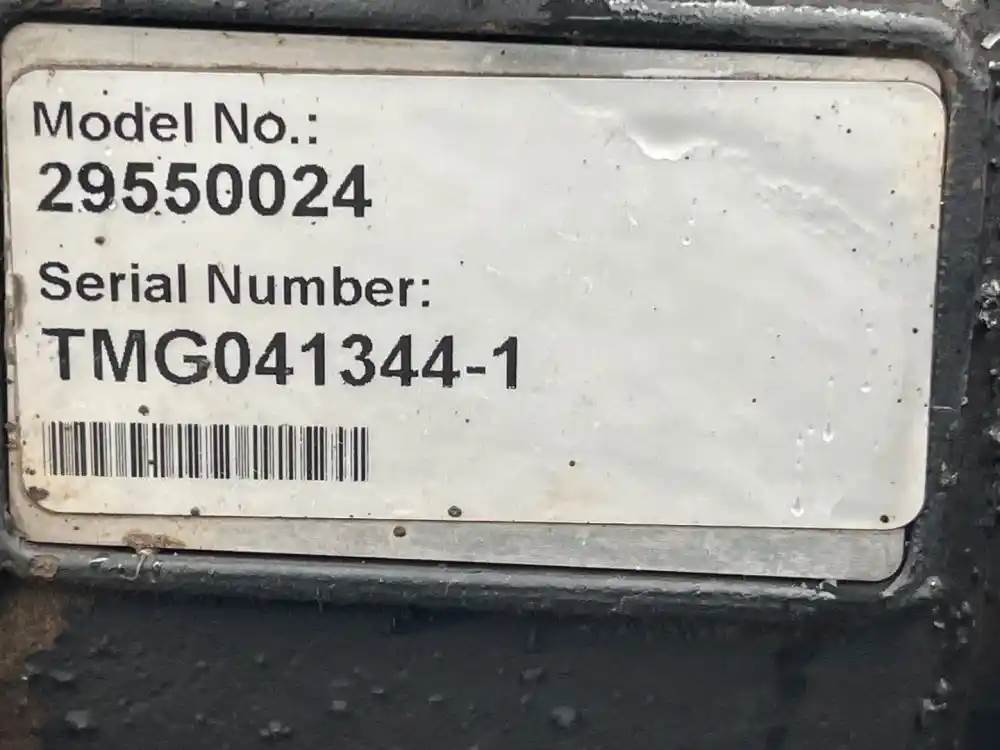 Model No.:
29550024
Serial Number:
TMG041344-1